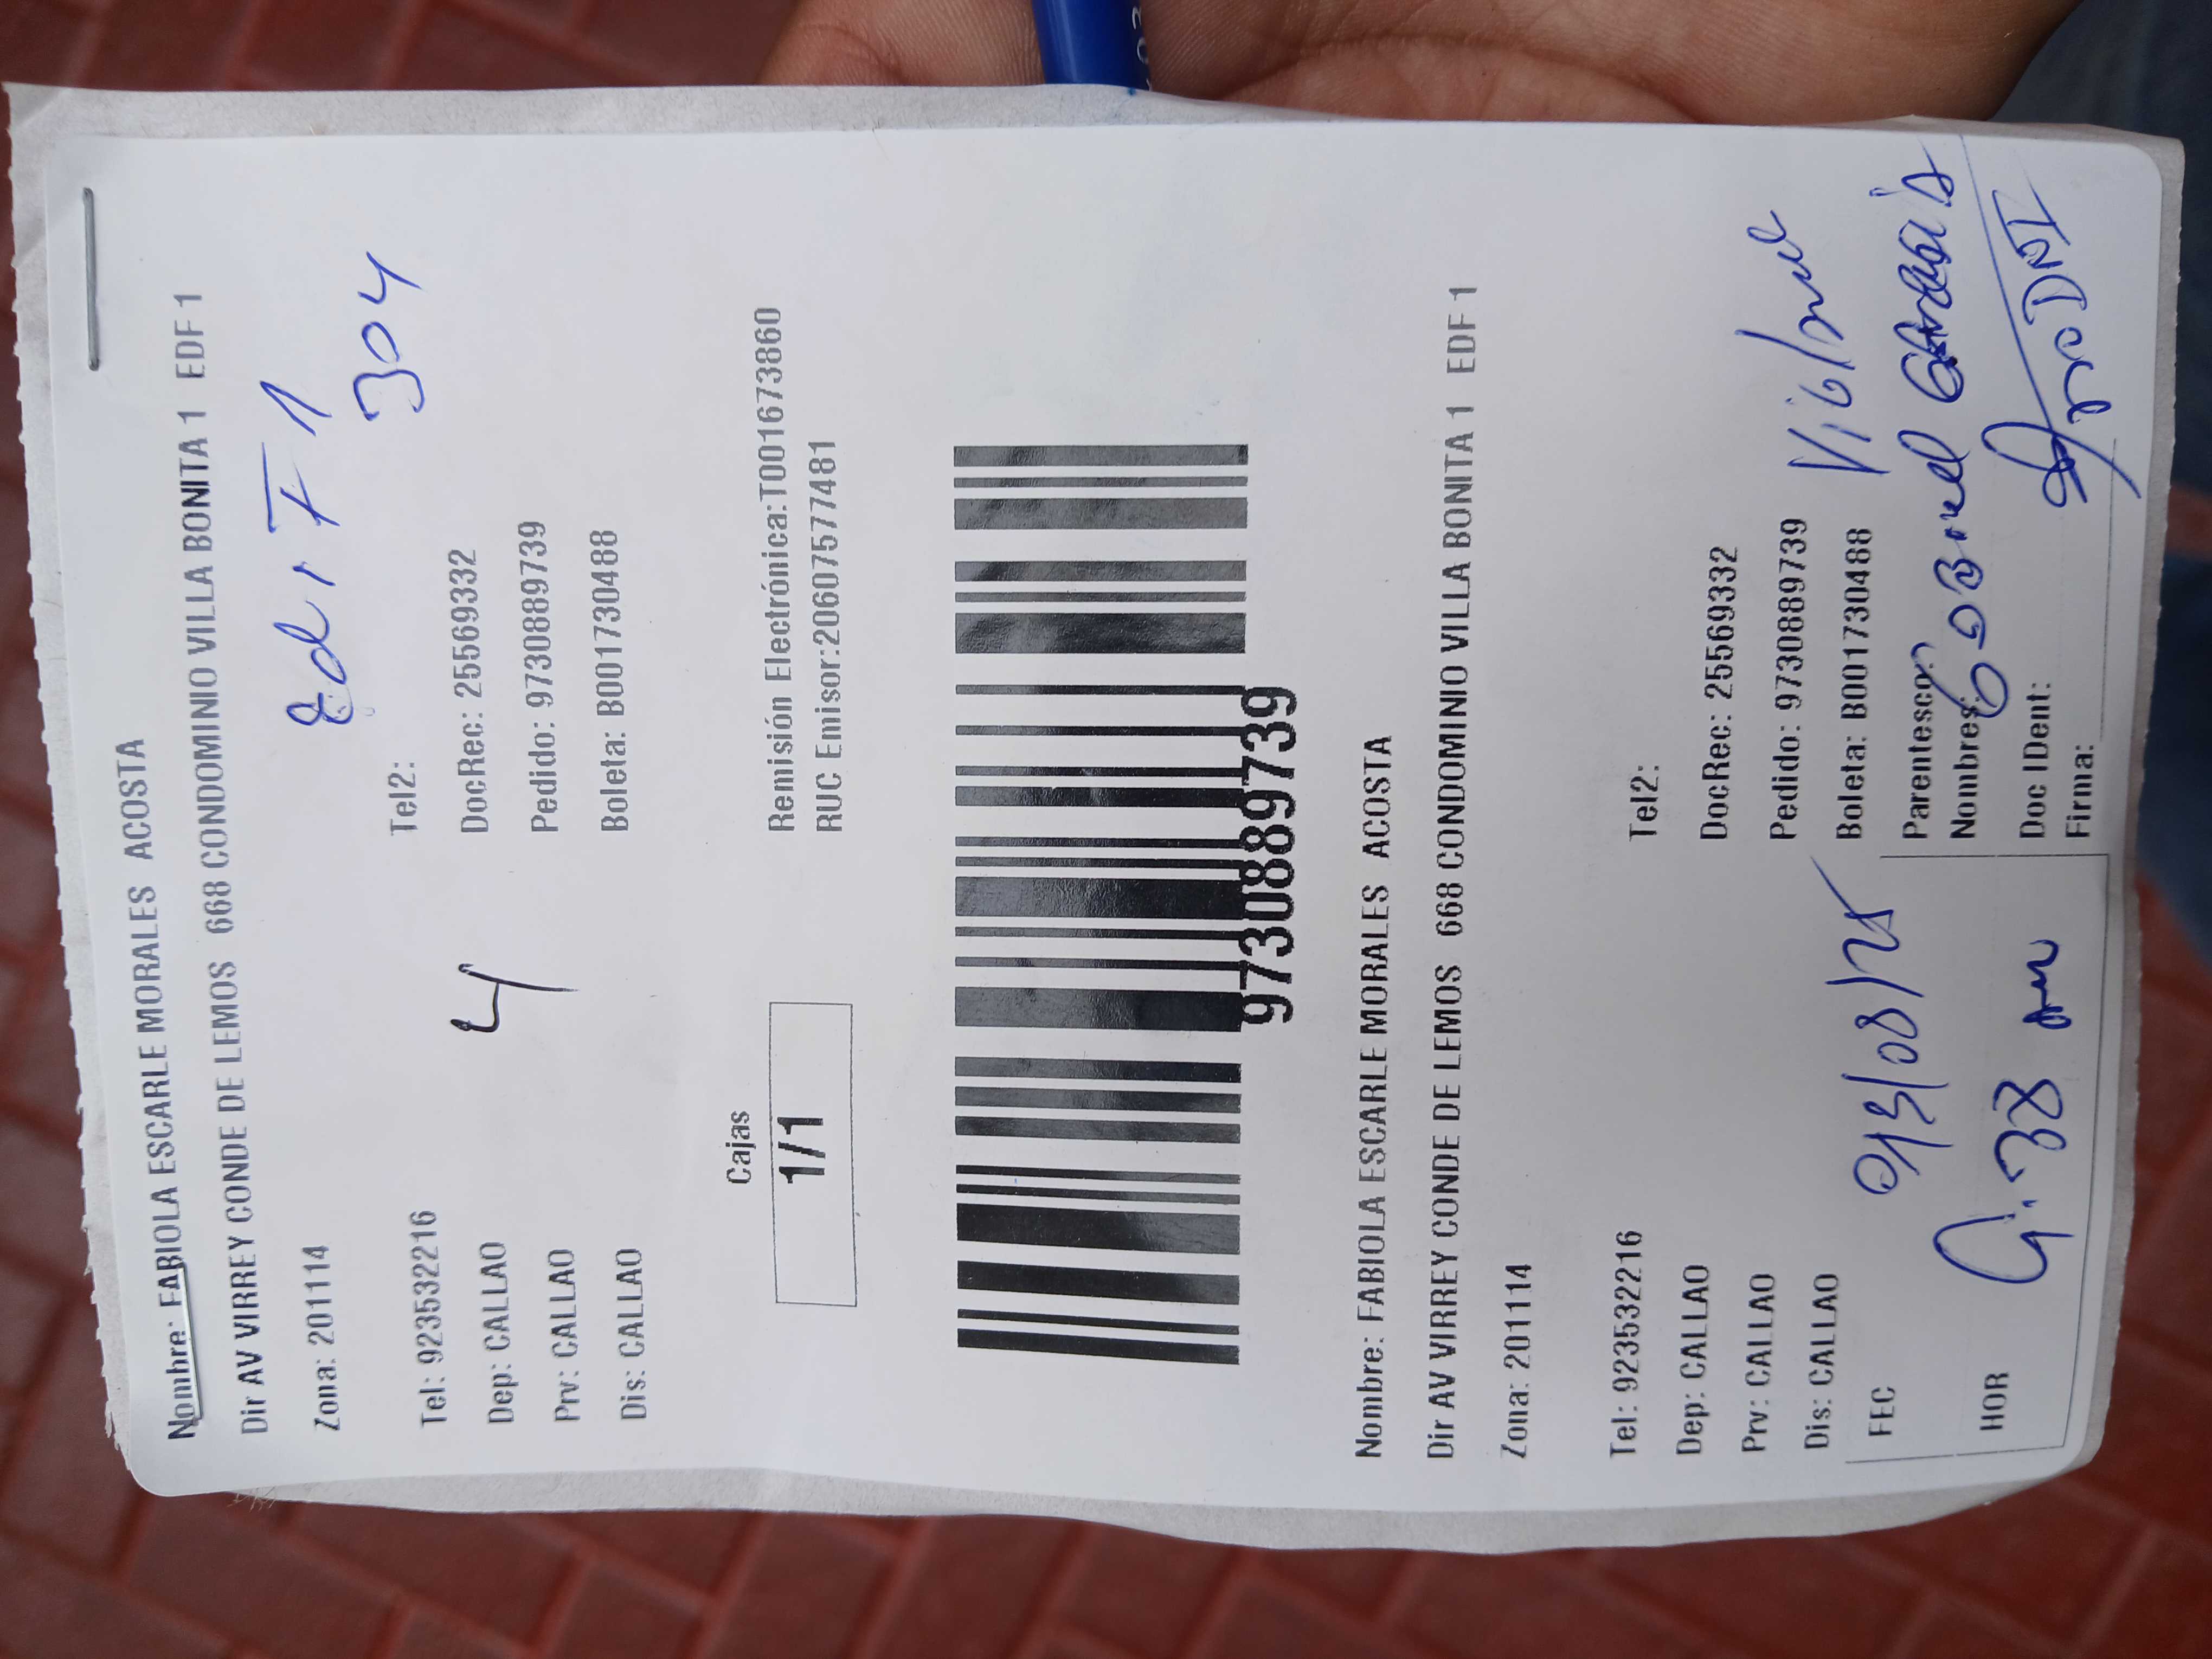 Nombre: FABIOLA ESCARLE MORALES ACOSTA
Dir AV VIRREY CONDE DE LEMOS 668 CONDOMINIO VILLA BONITA 1 EDF 1
Zona: 201114
EdiF 1
304
Tel: 923532216 Tel2:
Dep: CALLAO 4 DocRec: 25569332
Prv: CALLAO Pedido: 9730889739
Dis: CALLAO Boleta: B001730488
Cajas
1/1
Remisión Electrónica:T001673860
RUC Emisor:20607577481
9730889739
Nombre: FABIOLA ESCARLE MORALES ACOSTA
Dir AV VIRREY CONDE DE LEMOS 668 CONDOMINIO VILLA BONITA 1 EDF 1
Zona: 201114
Tel: 923532216 Tel2:
Dep: CALLAO DocRec: 25569332
Prv: CALLAO Pedido: 9730889739
Dis: CALLAO Boleta: B001730488
FEC Parentesco:
HOR 9:38 am Nombres:
Doc IDent:
Firma: no DNI